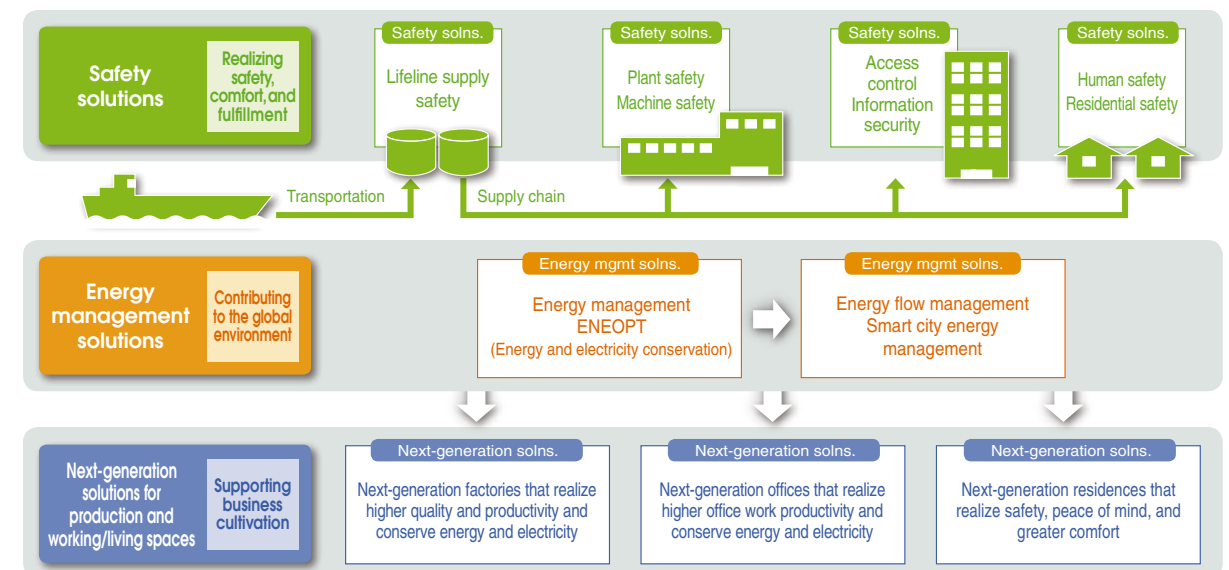 Safety
solutions
Realizing
safety,
comfort, and
fulfillment
Safety solns.
Lifeline supply
safety
Safety solns.
Plant safety
Machine safety
Safety solns.
Access
control
Information
security
Safety solns.
Human safety
Residential safety
Transportation
Supply chain
Energy
management
solutions
Contributing
to the global
environment
Energy mgmt solns.
Energy management
ENEOPT
(Energy and electricity conservation)
Energy mgmt solns.
Energy flow management
Smart city energy
management
Next-generation
solutions for
production and
working/living spaces
Supporting
business
cultivation
Next-generation solns.
Next-generation factories that realize
higher quality and productivity and
conserve energy and electricity
Next-generation solns.
Next-generation offices that realize
higher office work productivity and
conserve energy and electricity
Next-generation solns.
Next-generation residences that
realize safety, peace of mind, and
greater comfort